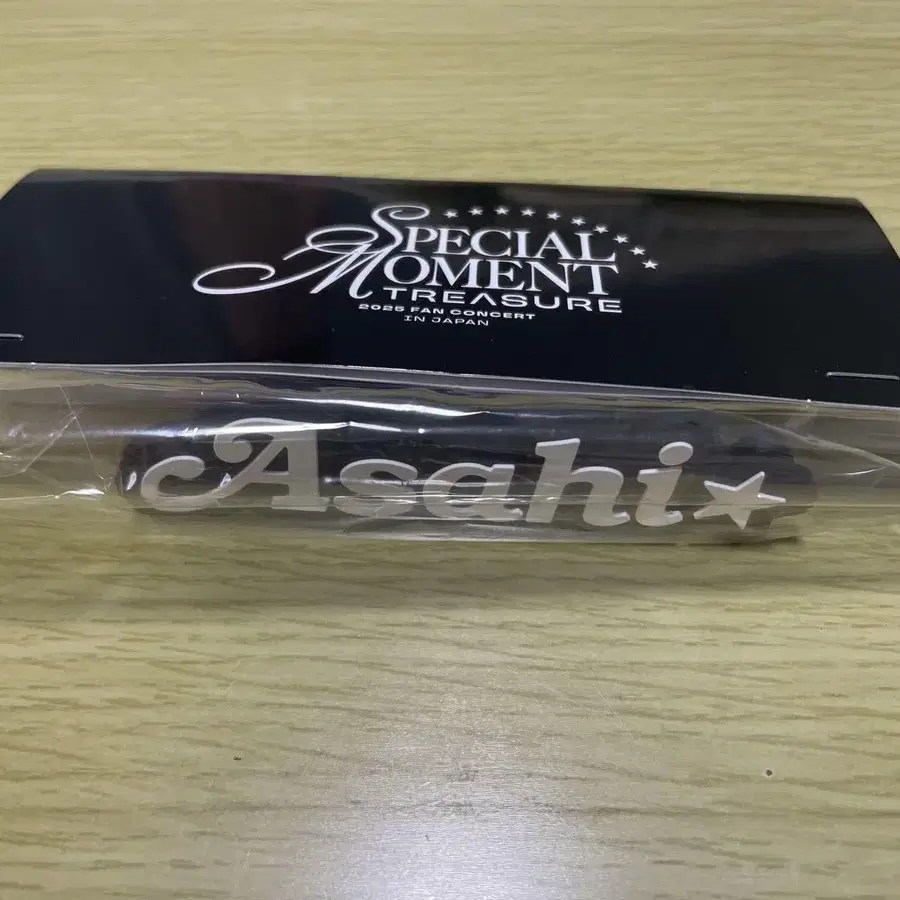 SPECIAL
MOMENT
TREASURE
2025 FAN CONCERT
IN JAPAN
Asahi